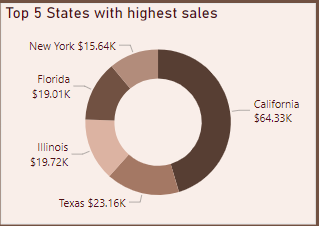 Top 5 States with highest sales
New York $15.64K
Florida
$19.01K
California
$64.33K
Illinois
$19.72K
Texas $23.16K